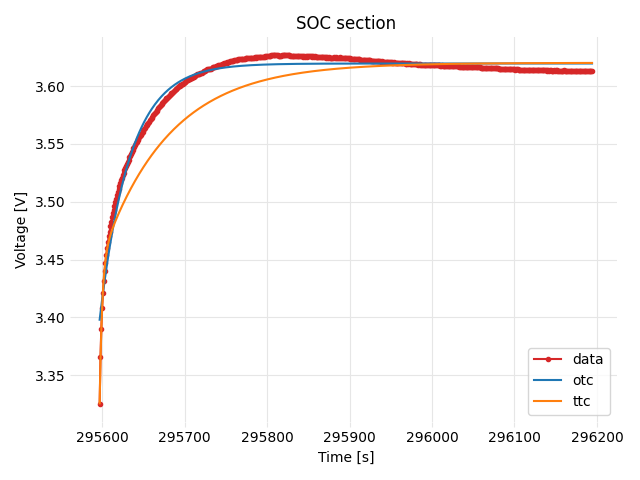 SOC section
Voltage [V]
3.60
3.55
3.50
3.45
3.40
3.35
data
otc
ttc
295600 295700 295800 295900 296000 296100 296200
Time [s]